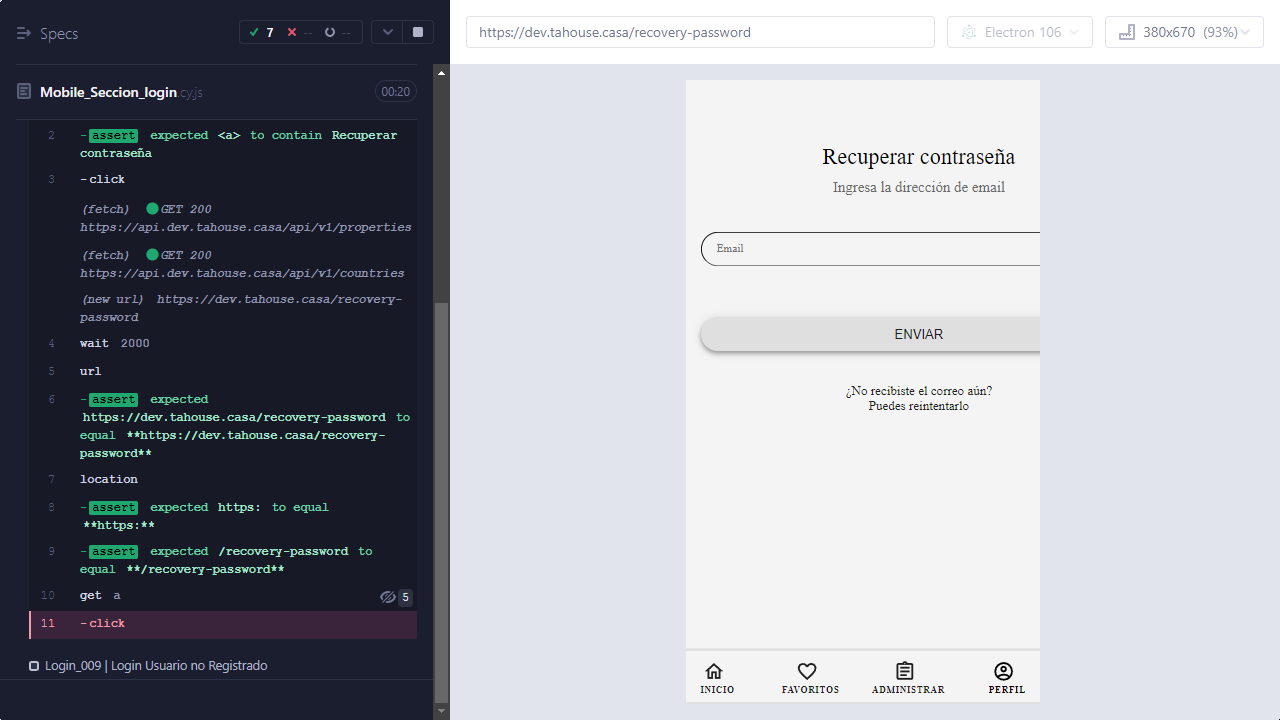 Specs
7
--
--
Mobile_Seccion_login.cy.js
00:20
2 -assert expected <a> to contain Recuperar
contraseña
3 -click
(fetch) GET 200
https://api.dev.tahouse.casa/api/v1/properties
(fetch) GET 200
https://api.dev.tahouse.casa/api/v1/countries
(new url) https://dev.tahouse.casa/recovery-
password
4 wait 2000
5 url
6 -assert expected
https://dev.tahouse.casa/recovery-password to
equal **https://dev.tahouse.casa/recovery-
password**
7 location
8 -assert expected https: to equal
**https:**
9 -assert expected /recovery-password to
equal **/recovery-password**
10 get a 5
11 -click
Login_009 | Login Usuario no Registrado
https://dev.tahouse.casa/recovery-password
Electron 106
380x670 (93%)
Recuperar contraseña
Ingresa la dirección de email
Email
ENVIAR
¿No recibiste el correo aún?
Puedes reintentarlo
INICIO FAVORITOS ADMINISTRAR PERFIL